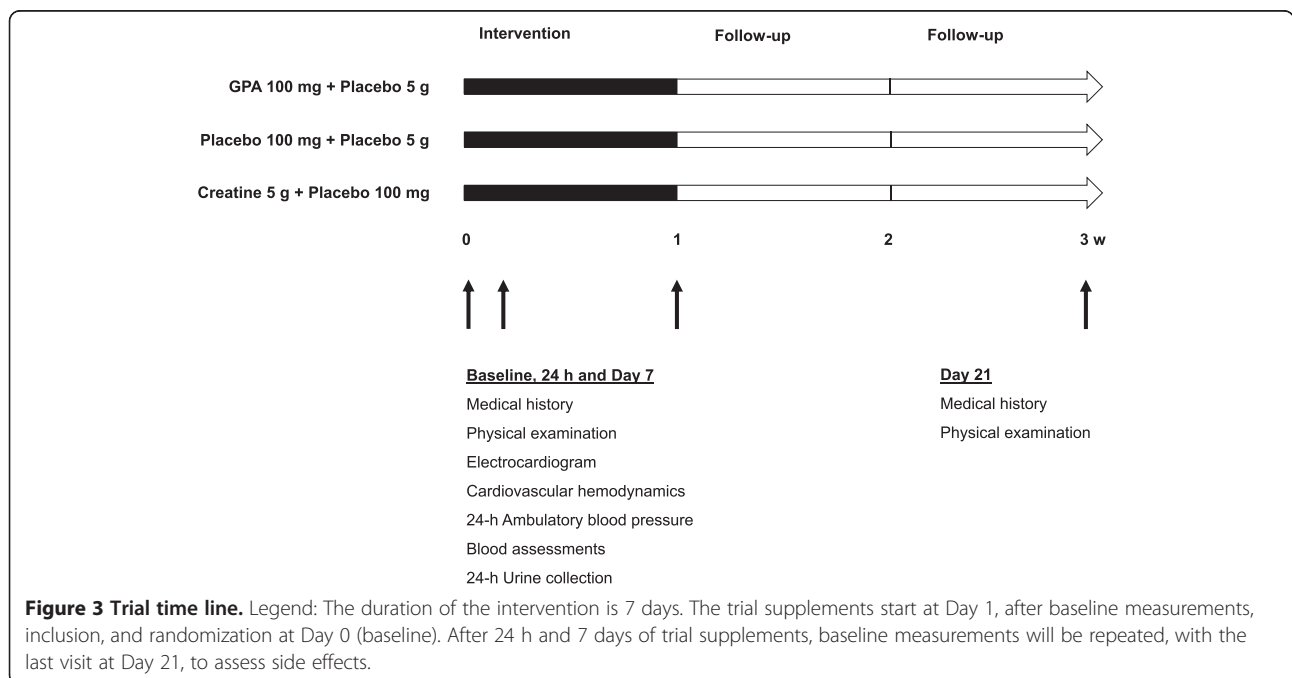 Intervention Follow-up Follow-up
GPA 100 mg + Placebo 5 g
Placebo 100 mg + Placebo 5 g
Creatine 5 g + Placebo 100 mg
0 1 2 3 w
Baseline, 24 h and Day 7
Medical history
Physical examination
Electrocardiogram
Cardiovascular hemodynamics
24-h Ambulatory blood pressure
Blood assessments
24-h Urine collection
Day 21
Medical history
Physical examination
Figure 3 Trial time line. Legend: The duration of the intervention is 7 days. The trial supplements start at Day 1, after baseline measurements,
inclusion, and randomization at Day 0 (baseline). After 24 h and 7 days of trial supplements, baseline measurements will be repeated, with the
last visit at Day 21, to assess side effects.